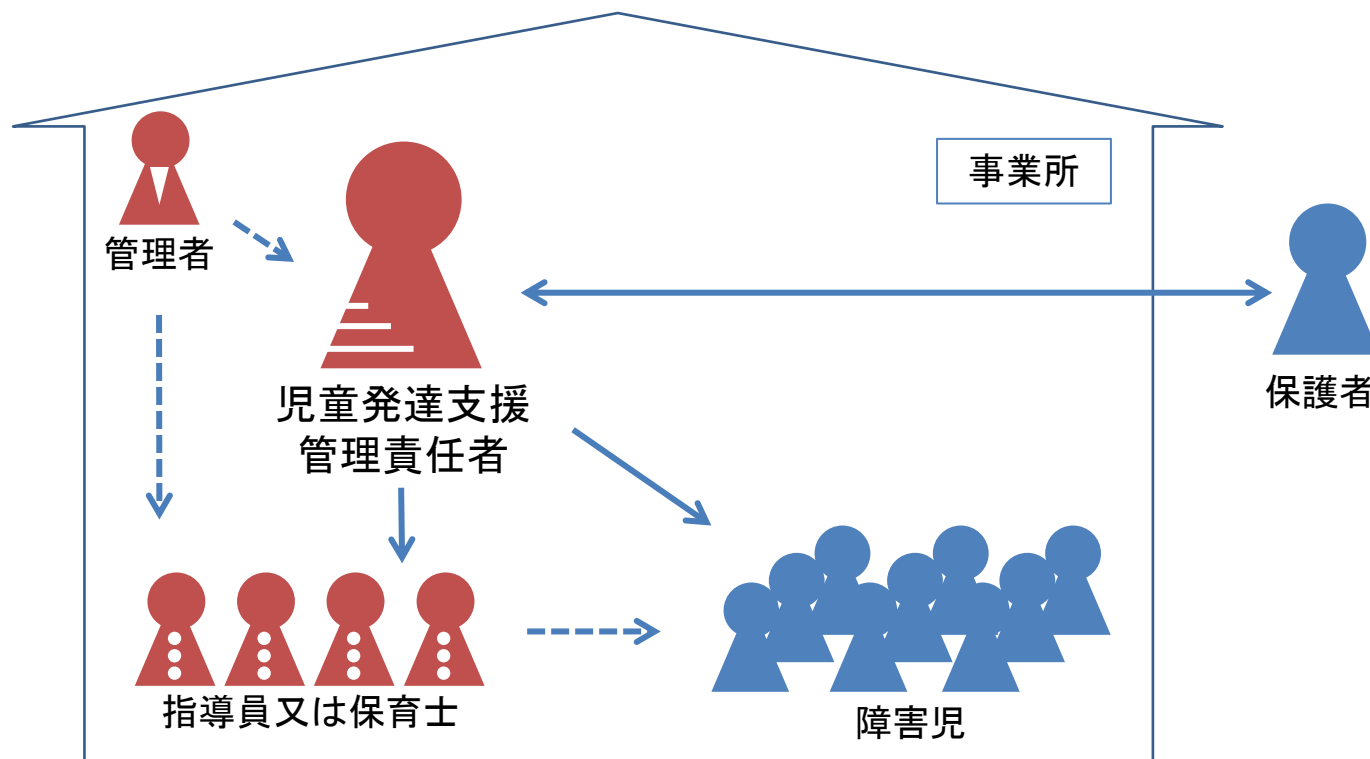 事業所
管理者
児童発達支援
管理責任者
保護者
指導員又は保育士
障害児